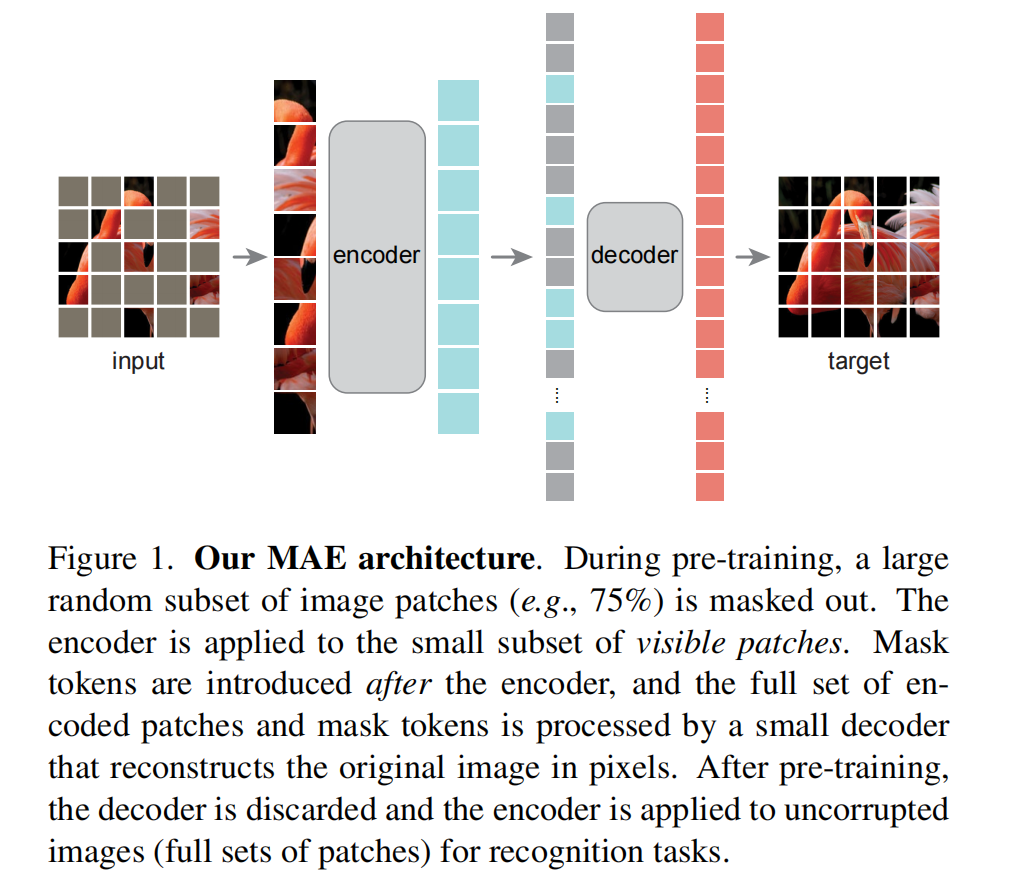 input
encoder
decoder
target
Figure 1. Our MAE architecture. During pre-training, a large
random subset of image patches (e.g., 75%) is masked out. The
encoder is applied to the small subset of visible patches. Mask
tokens are introduced after the encoder, and the full set of en-
coded patches and mask tokens is processed by a small decoder
that reconstructs the original image in pixels. After pre-training,
the decoder is discarded and the encoder is applied to uncorrupted
images (full sets of patches) for recognition tasks.